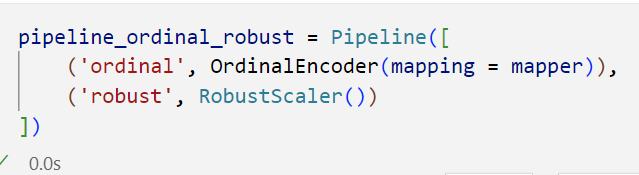 pipeline_ordinal_robust = Pipeline([
    ('ordinal', OrdinalEncoder(mapping = mapper)),
    ('robust', RobustScaler())
])
✓ 0.0s